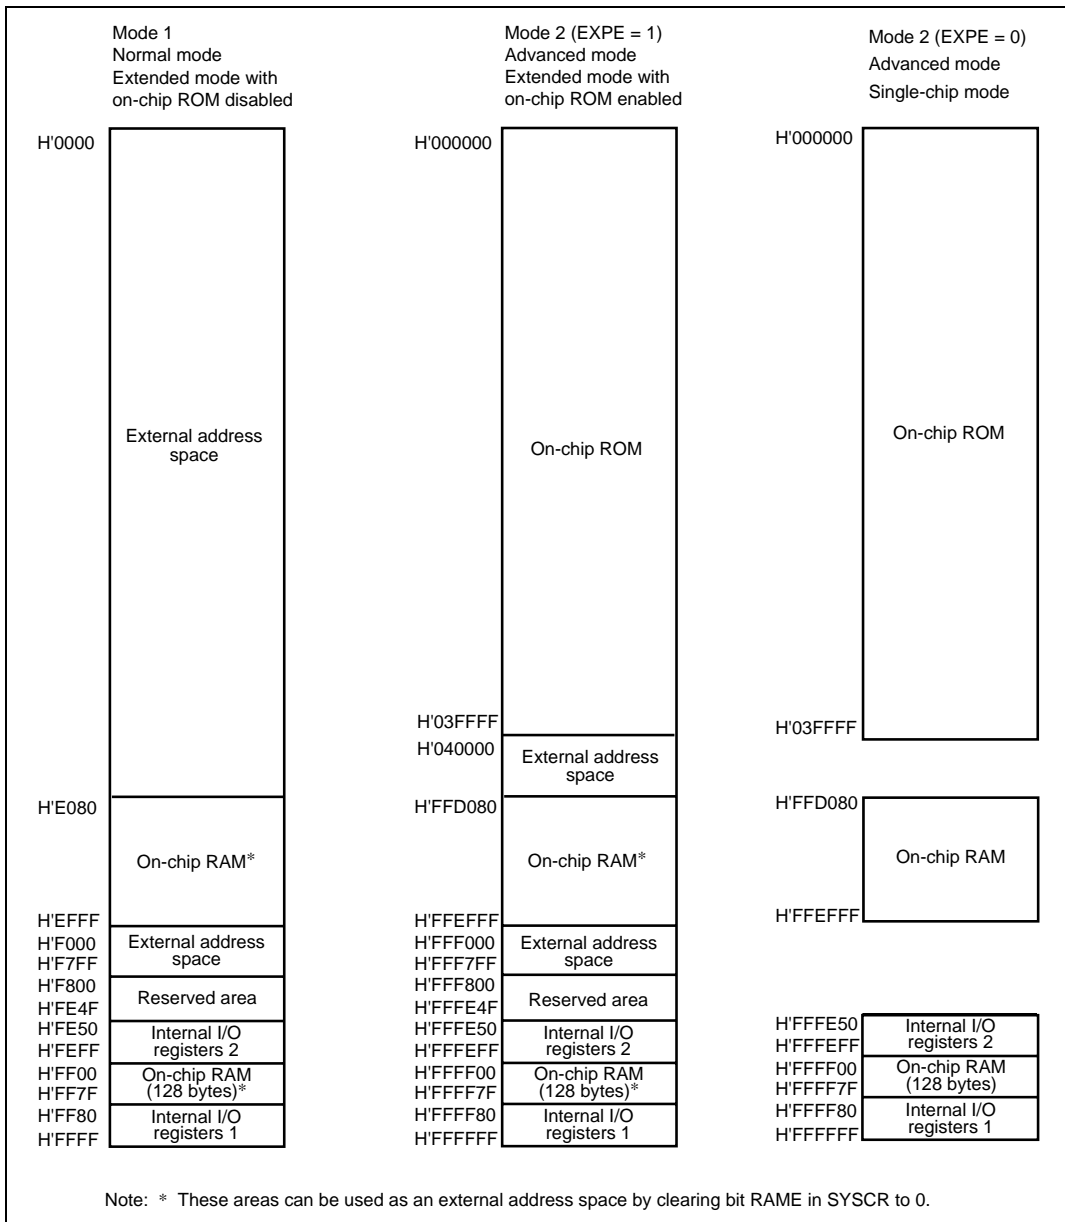 Mode 1
Normal mode
Extended mode with
on-chip ROM disabled
H'0000
External address
space
H'E080
On-chip RAM*
H'EFFF
H'F000
External address
space
H'F7FF
H'F800
Reserved area
H'FE4F
H'FE50
Internal I/O
registers 2
H'FEFF
H'FF00
On-chip RAM
(128 bytes)*
H'FF7F
H'FF80
Internal I/O
registers 1
H'FFFF
Mode 2 (EXPE = 1)
Advanced mode
Extended mode with
on-chip ROM enabled
H'000000
On-chip ROM
H'03FFFF
H'040000
External address
space
H'FFD080
On-chip RAM*
H'FFEFFF
H'FFF000
External address
space
H'FFF7FF
H'FFF800
Reserved area
H'FFFE4F
H'FFFE50
Internal I/O
registers 2
H'FFFEFF
H'FFFF00
On-chip RAM
(128 bytes)*
H'FFFF7F
H'FFFF80
Internal I/O
registers 1
H'FFFFFF
Mode 2 (EXPE = 0)
Advanced mode
Single-chip mode
H'000000
On-chip ROM
H'03FFFF
H'FFD080
On-chip RAM
H'FFEFFF
H'FFFE50
Internal I/O
registers 2
H'FFFEFF
H'FFFF00
On-chip RAM
(128 bytes)
H'FFFF7F
H'FFFF80
Internal I/O
registers 1
H'FFFFFF
Note: * These areas can be used as an external address space by clearing bit RAME in SYSCR to 0.